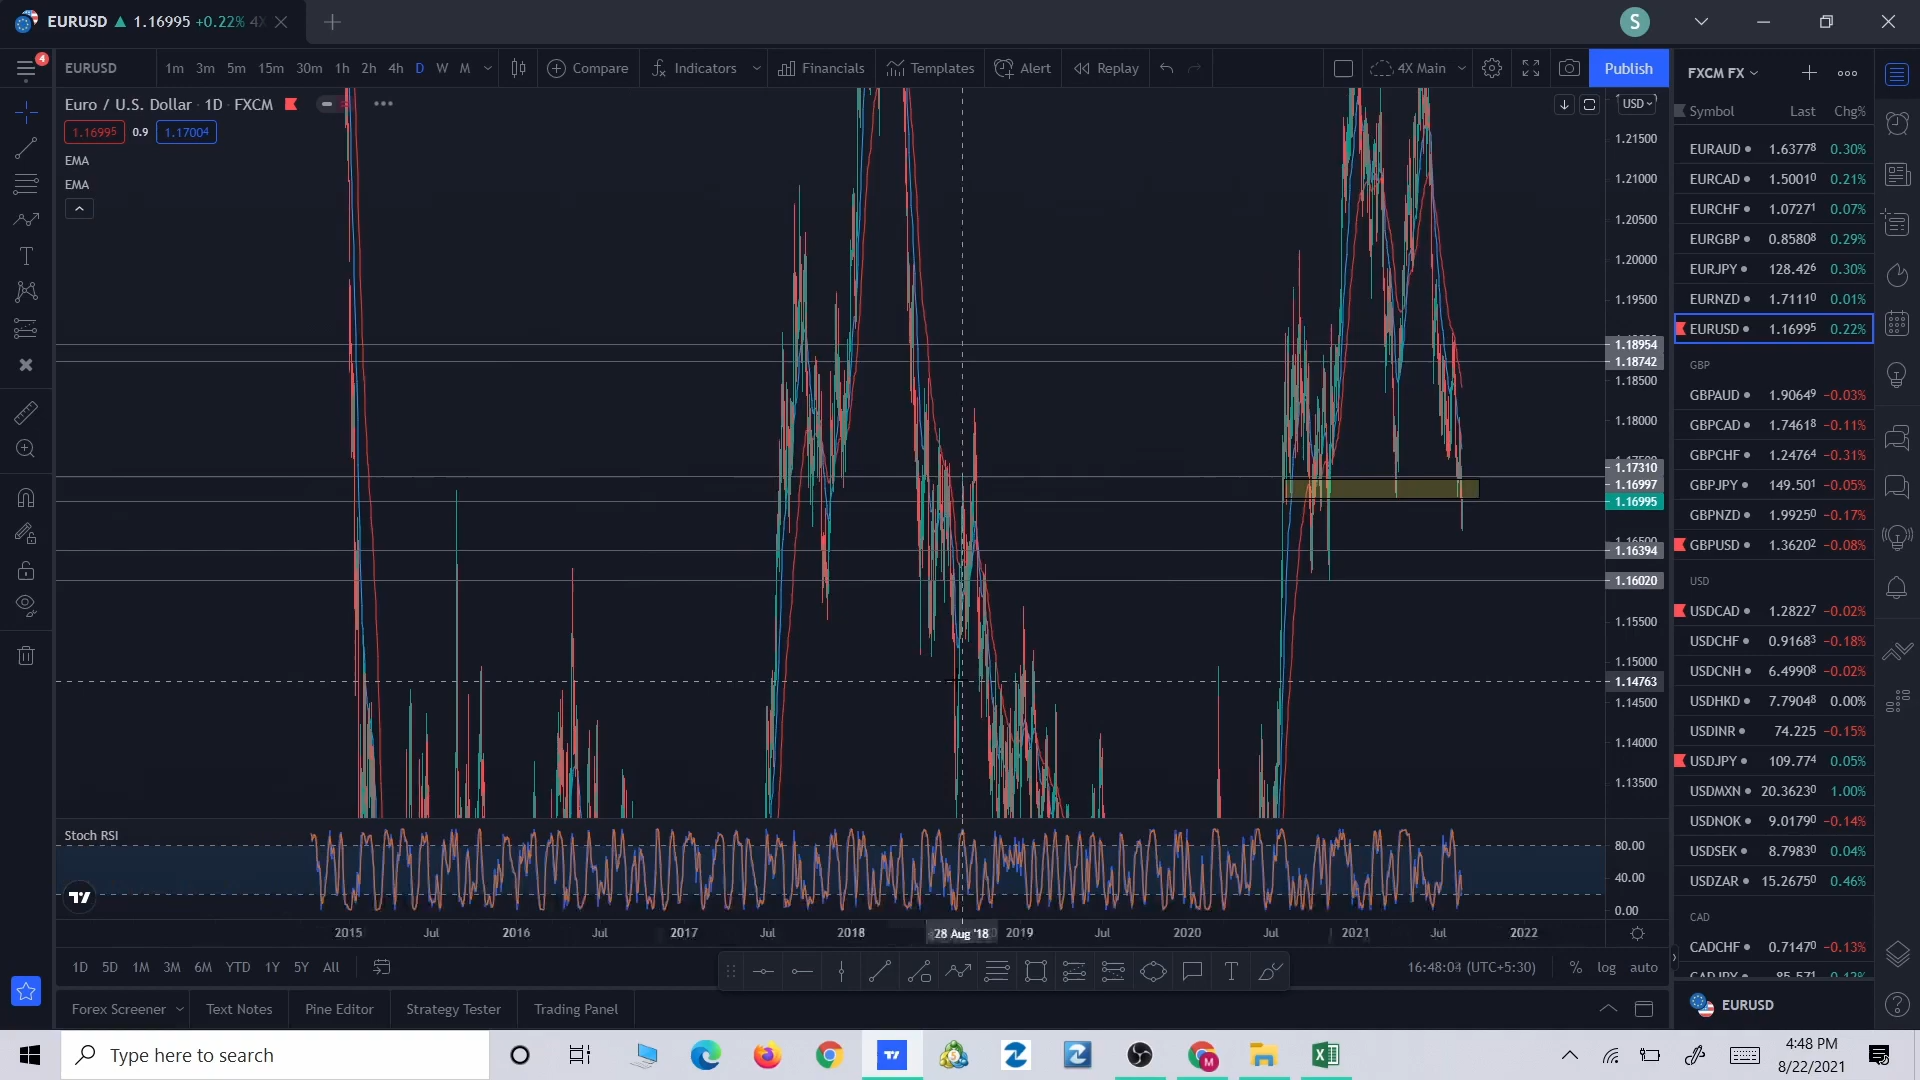 EURUSD ▲ 1.16995 +0.22% 4X
S
4
EURUSD 1m 3m 5m 15m 30m 1h 2h 4h D W M Compare Indicators Financials Templates Alert Replay 4X Main Publish
Euro / U.S. Dollar · 1D · FXCM
1.16995 0.9 1.17004
EMA
EMA
USD
1.21500
1.21000
1.20500
1.20000
1.19500
1.18954
1.18742
1.18500
1.18000
1.17310
1.16997
1.16995
1.16394
1.16020
1.15500
1.15000
1.14763
1.14500
1.14000
1.13500
Stoch RSI
80.00
40.00
0.00
2015 Jul 2016 Jul 2017 Jul 2018 28 Aug '18 2019 Jul 2020 Jul 2021 Jul 2022
1D 5D 1M 3M 6M YTD 1Y 5Y All
16:48:04 (UTC+5:30) % log auto
Forex Screener Text Notes Pine Editor Strategy Tester Trading Panel
FXCM FX
Symbol Last Chg%
EURAUD 1.63778 0.30%
EURCAD 1.50010 0.21%
EURCHF 1.07271 0.07%
EURGBP 0.85808 0.29%
EURJPY 128.426 0.30%
EURNZD 1.71110 0.01%
EURUSD 1.16995 0.22%
GBP
GBPAUD 1.90649 −0.03%
GBPCAD 1.74618 −0.11%
GBPCHF 1.24764 −0.31%
GBPJPY 149.501 −0.05%
GBPNZD 1.99250 −0.17%
GBPUSD 1.36202 −0.08%
USD
USDCAD 1.28227 −0.02%
USDCHF 0.91683 −0.18%
USDCNH 6.49908 −0.02%
USDHKD 7.79048 0.00%
USDINR 74.225 −0.15%
USDJPY 109.774 0.05%
USDMXN 20.36230 1.00%
USDNOK 9.01790 −0.14%
USDSEK 8.79830 0.04%
USDZAR 15.26750 0.46%
CAD
CADCHF 0.71470 −0.13%
EURUSD
Type here to search
4:48 PM
8/22/2021